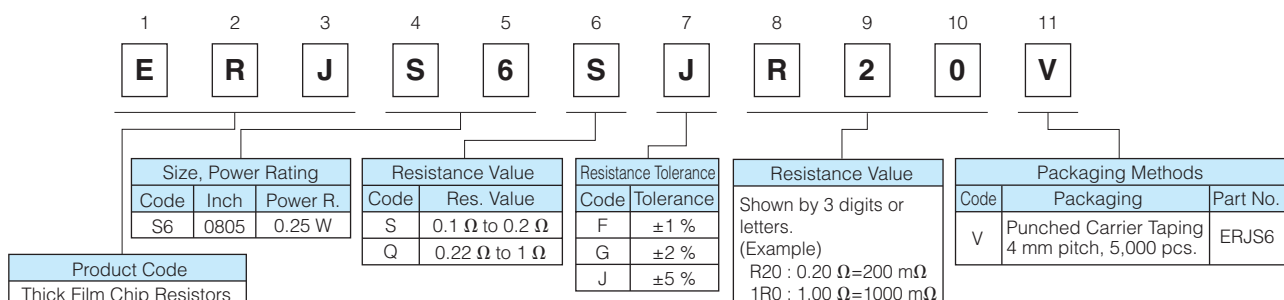 1 2 3 4 5 6 7 8 9 10 11
E R J S 6 S J R 2 0 V
Size, Power Rating
Code Inch Power R.
S6 0805 0.25 W
Resistance Value
Code Res. Value
S 0.1 Ω to 0.2 Ω
Q 0.22 Ω to 1 Ω
Resistance Tolerance
Code Tolerance
F ±1 %
G ±2 %
J ±5 %
Resistance Value
Shown by 3 digits or
letters.
(Example)
R20 : 0.20 Ω=200 mΩ
1R0 : 1.00 Ω=1000 mΩ
Packaging Methods
Code Packaging Part No.
V Punched Carrier Taping
4 mm pitch, 5,000 pcs. ERJS6
Product Code
Thick Film Chip Resistors